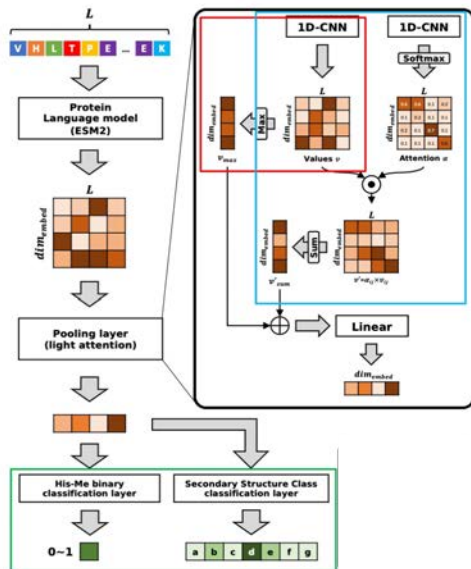 L
V H L T P E ... E K
Protein
Language model
(ESM2)
L
dim_embed
Pooling layer
(light attention)
His-Me binary
classification layer
Secondary Structure Class
classification layer
0~1
a b c d e f g
1D-CNN
1D-CNN
Softmax
L
L
dim_embed
Max
dim_embed
dim_embed
v_max
Values v
Attention α
L
dim_embed
Sum
dim_embed
v'_sum
v'=α_ij×v_ij
Linear
dim_embed